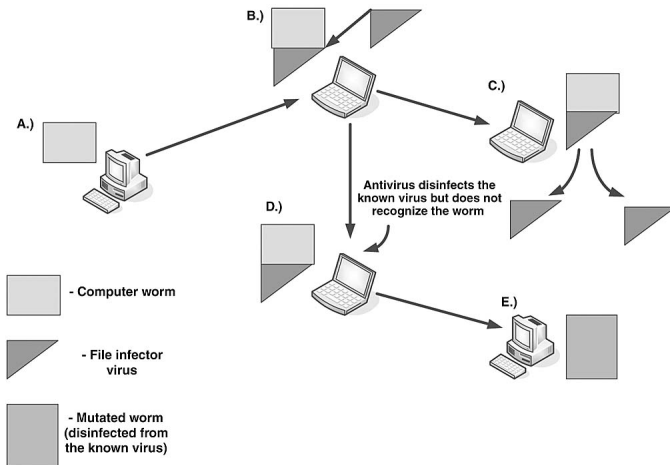 B.)
C.)
A.)
Antivirus disinfects the
known virus but does not
recognize the worm
D.)
E.)
- Computer worm
- File infector
virus
- Mutated worm
(disinfected from
the known virus)